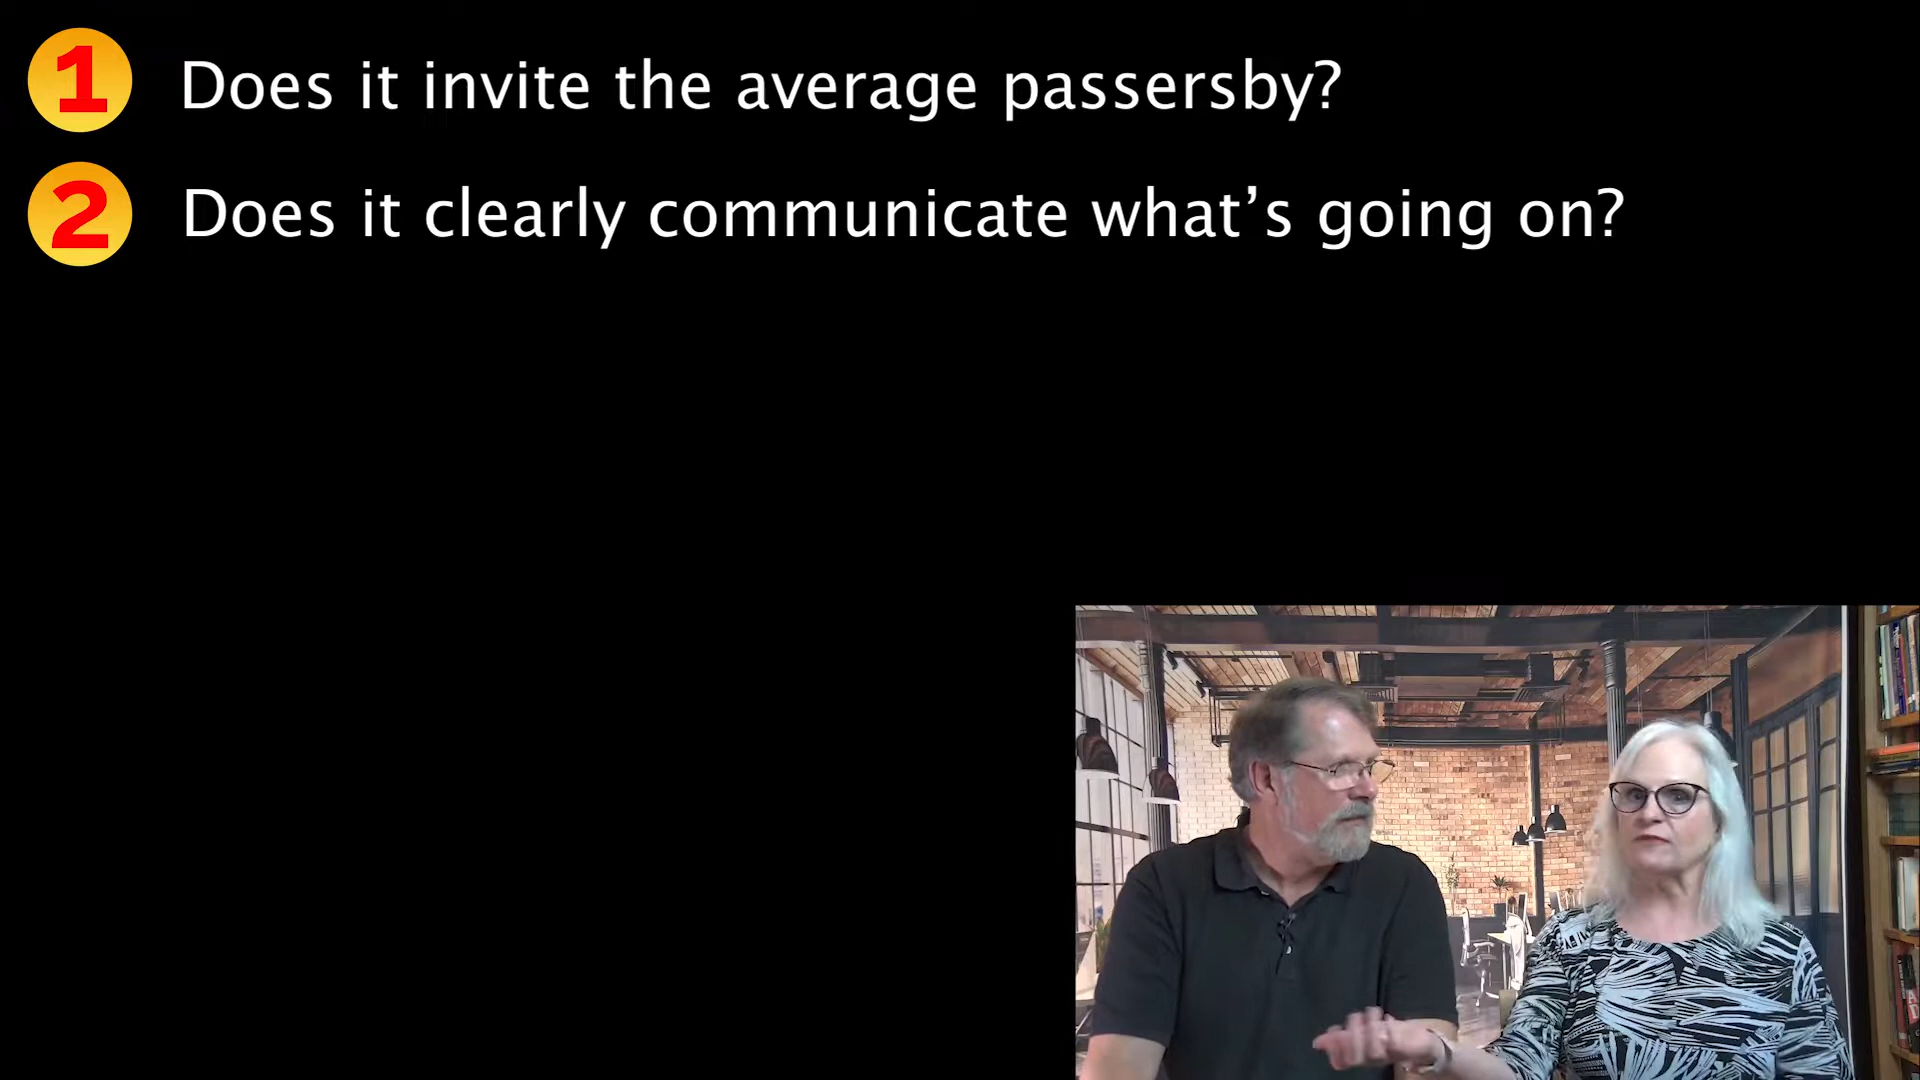 1 Does it invite the average passersby?
2 Does it clearly communicate what’s going on?